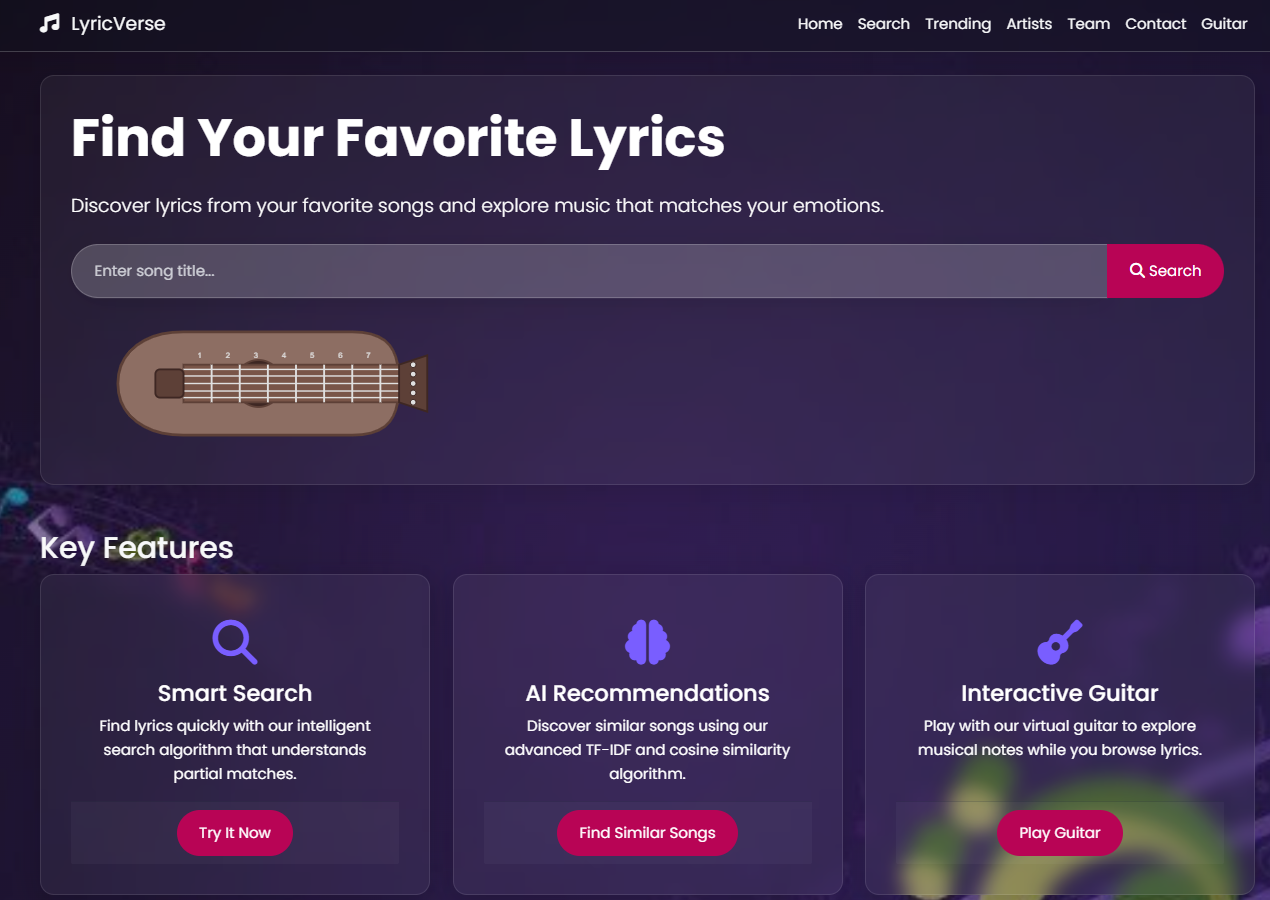 LyricVerse
Home Search Trending Artists Team Contact Guitar
Find Your Favorite Lyrics
Discover lyrics from your favorite songs and explore music that matches your emotions.
Enter song title...
Search
1 2 3 4 5 6 7
Key Features
Smart Search
Find lyrics quickly with our intelligent
search algorithm that understands
partial matches.
Try It Now
AI Recommendations
Discover similar songs using our
advanced TF-IDF and cosine similarity
algorithm.
Find Similar Songs
Interactive Guitar
Play with our virtual guitar to explore
musical notes while you browse lyrics.
Play Guitar